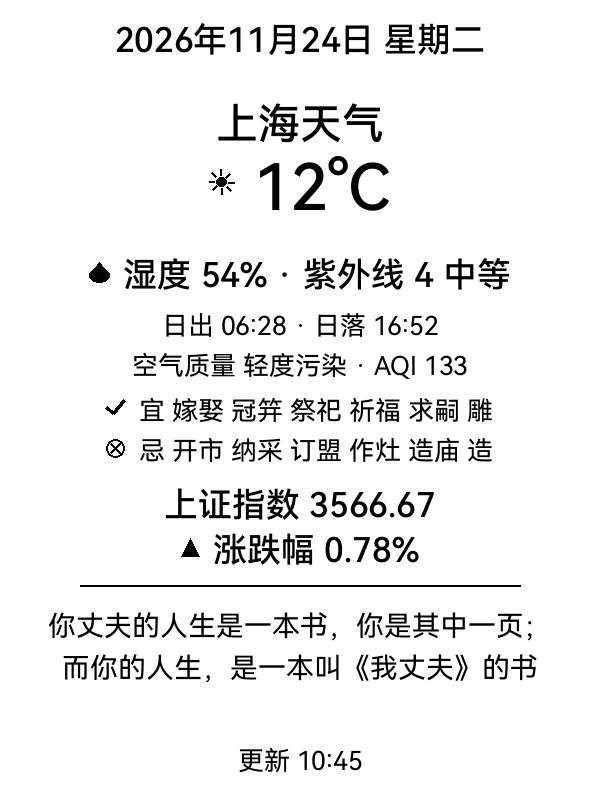 2026年11月24日 星期二
上海天气
12°C
湿度 54% · 紫外线 4 中等
日出 06:28 · 日落 16:52
空气质量 轻度污染 · AQI 133
宜 嫁娶 冠笄 祭祀 祈福 求嗣 雕
忌 开市 纳采 订盟 作灶 造庙 造
上证指数 3566.67
▲ 涨跌幅 0.78%
你丈夫的人生是一本书，你是其中一页；
而你的人生，是一本叫《我丈夫》的书
更新 10:45